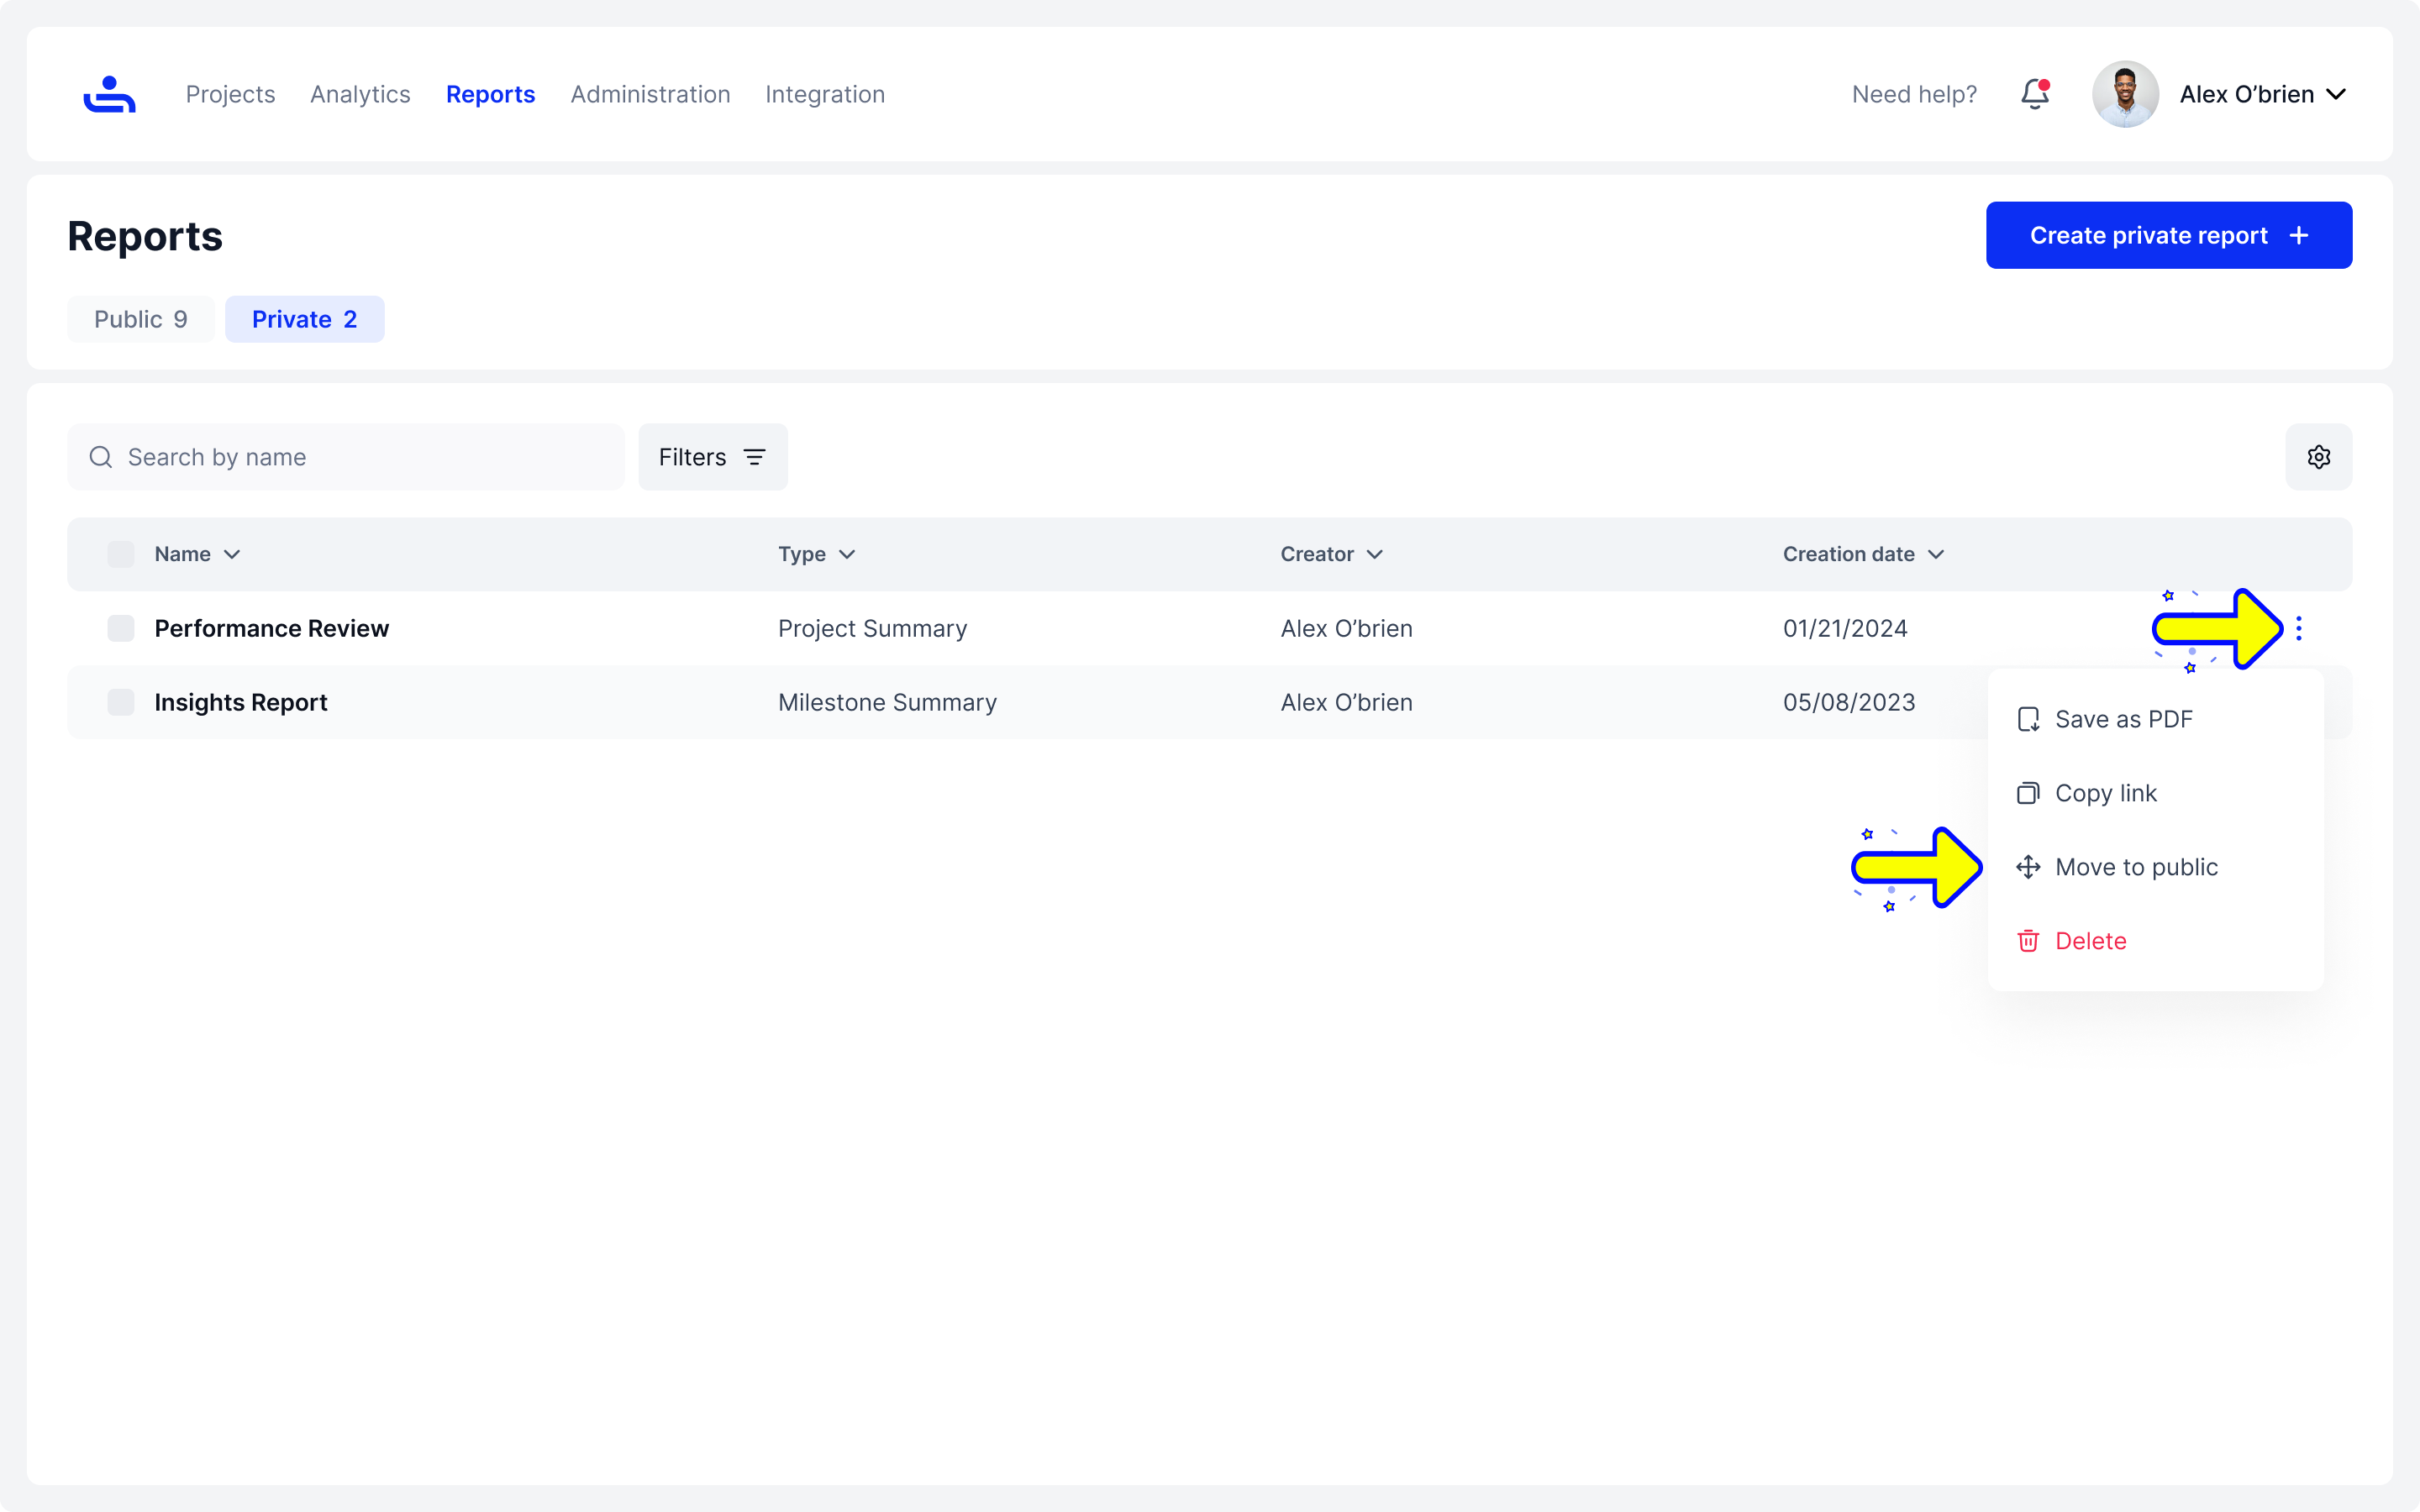 Projects Analytics Reports Administration Integration Need help? Alex O’brien
Reports
Create private report
Public 9 Private 2
Search by name Filters
Name Type Creator Creation date
Performance Review Project Summary Alex O’brien 01/21/2024
Insights Report Milestone Summary Alex O’brien 05/08/2023
Save as PDF
Copy link
Move to public
Delete